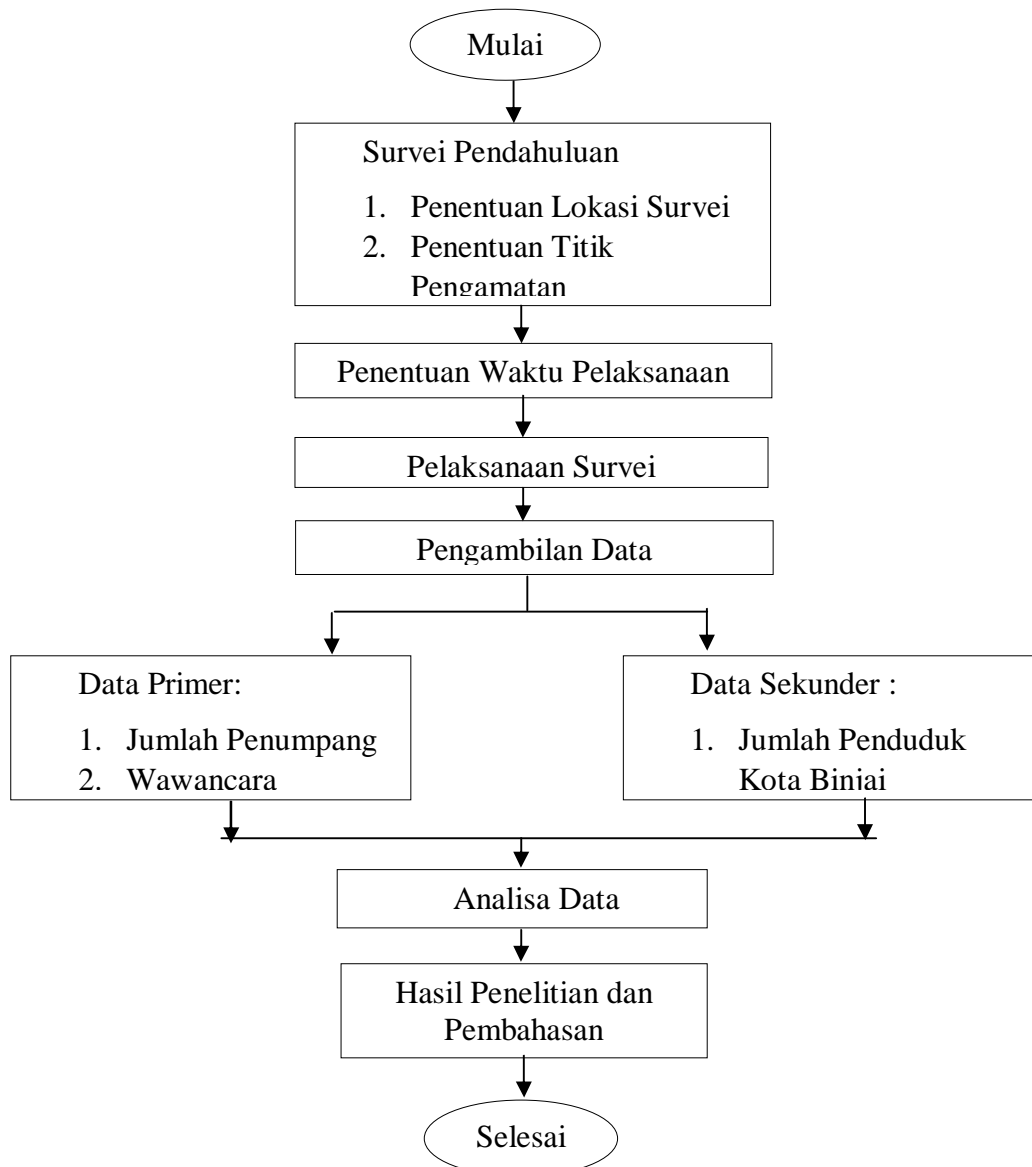 Mulai
Survei Pendahuluan
1. Penentuan Lokasi Survei
2. Penentuan Titik
Pengamatan
Penentuan Waktu Pelaksanaan
Pelaksanaan Survei
Pengambilan Data
Data Primer:
1. Jumlah Penumpang
2. Wawancara
Data Sekunder :
1. Jumlah Penduduk
Kota Binjai
Analisa Data
Hasil Penelitian dan
Pembahasan
Selesai